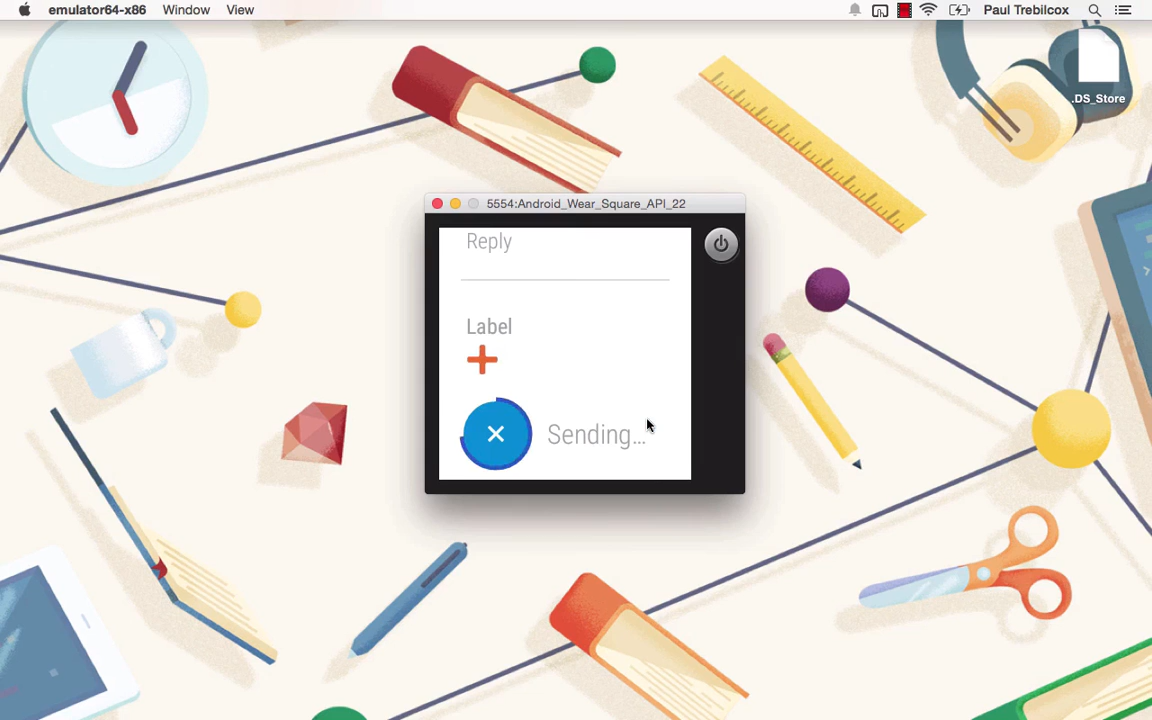 emulator64-x86 Window View Paul Trebilcox
.DS_Store
5554:Android_Wear_Square_API_22
Reply
Label
Sending...